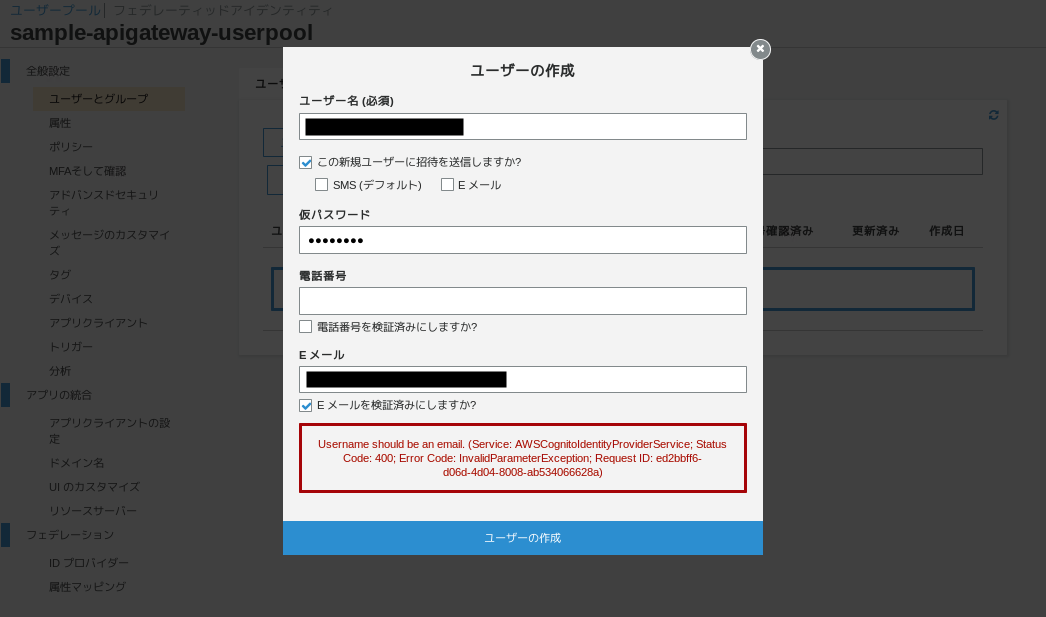 ユーザープール フェデレーティッドアイデンティティ
sample-apigateway-userpool
全般設定
ユーザーとグループ
属性
ポリシー
MFAそして確認
アドバンスドセキュリ
ティ
メッセージのカスタマイ
ズ
タグ
デバイス
アプリクライアント
トリガー
分析
アプリの統合
アプリクライアントの設
定
ドメイン名
UI のカスタマイズ
リソースサーバー
フェデレーション
ID プロバイダー
属性マッピング
確認済み 更新済み 作成日
ユーザーの作成
ユーザー名 (必須)
この新規ユーザーに招待を送信しますか?
SMS (デフォルト) E メール
仮パスワード
電話番号
電話番号を検証済みにしますか?
E メール
E メールを検証済みにしますか?
Username should be an email. (Service: AWSCognitoIdentityProviderService; Status
Code: 400; Error Code: InvalidParameterException; Request ID: ed2bbff6-
d06d-4d04-8008-ab534066628a)
ユーザーの作成